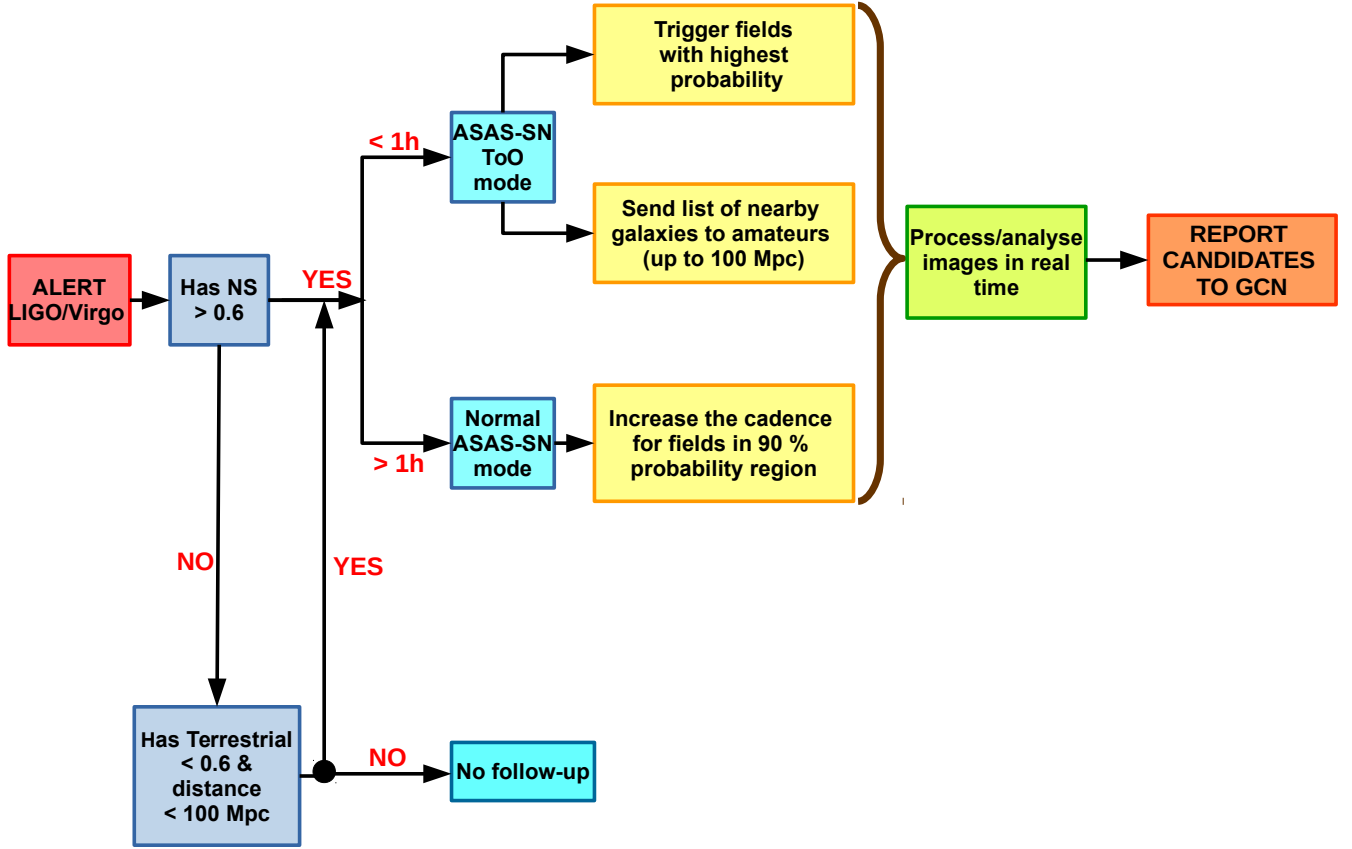 Trigger fields
with highest
probability
< 1h
ASAS-SN
ToO
mode
Send list of nearby
galaxies to amateurs
(up to 100 Mpc)
ALERT
LIGO/Virgo
Has NS
> 0.6
YES
Process/analyse
images in real
time
REPORT
CANDIDATES
TO GCN
> 1h
Normal
ASAS-SN
mode
Increase the cadence
for fields in 90 %
probability region
NO
YES
Has Terrestrial
< 0.6 &
distance
< 100 Mpc
NO
No follow-up